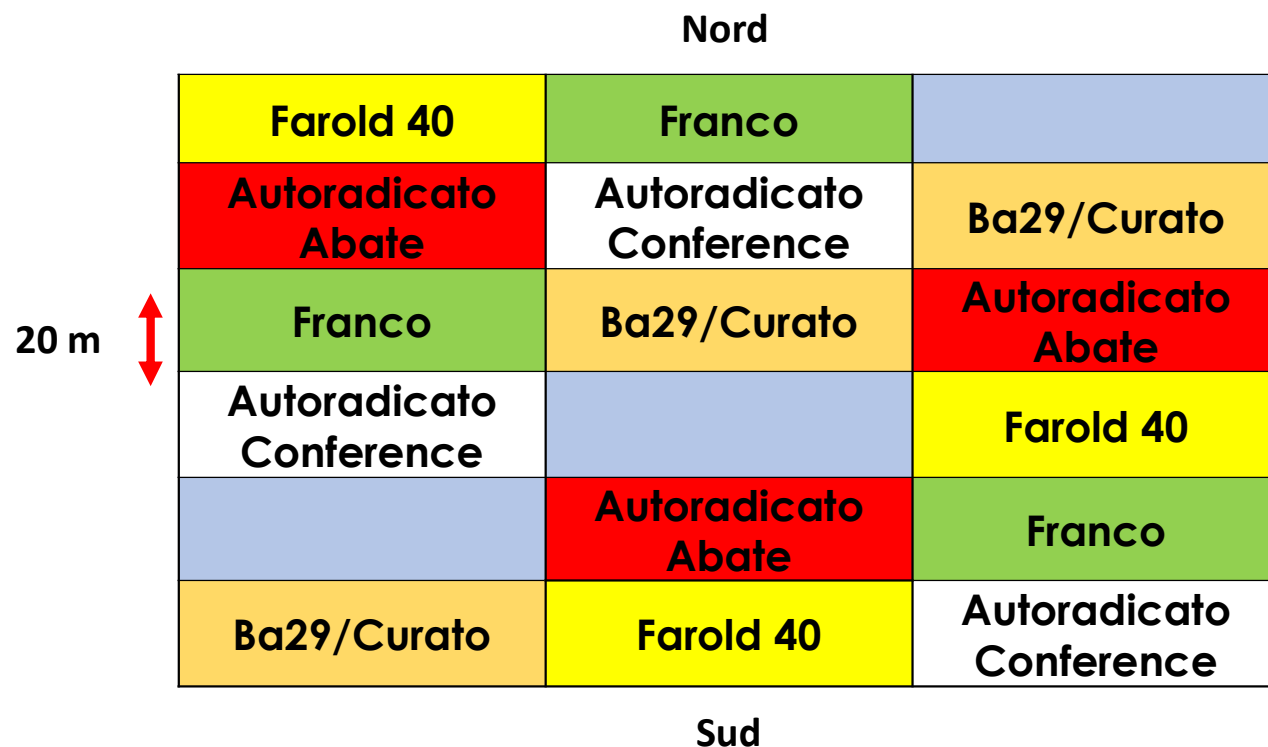 Nord
Farold 40
Franco
Autoradicato
Abate
Autoradicato
Conference
Ba29/Curato
20 m
Franco
Ba29/Curato
Autoradicato
Abate
Autoradicato
Conference
Farold 40
Autoradicato
Abate
Franco
Ba29/Curato
Farold 40
Autoradicato
Conference
Sud